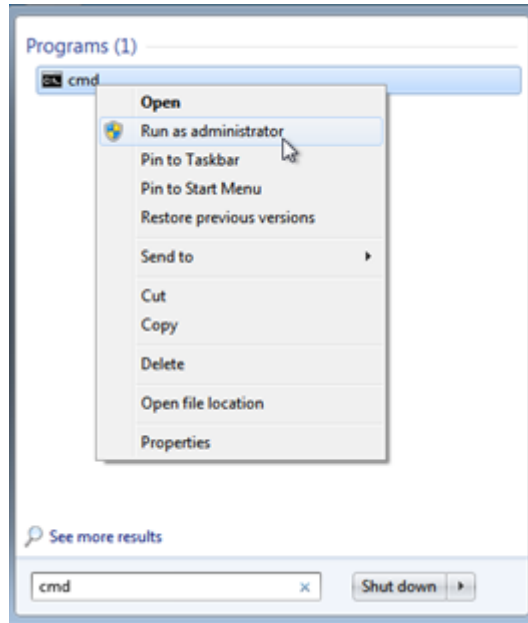 Programs (1)
cmd
Open
Run as administrator
Pin to Taskbar
Pin to Start Menu
Restore previous versions
Send to
Cut
Copy
Delete
Open file location
Properties
See more results
cmd
Shut down